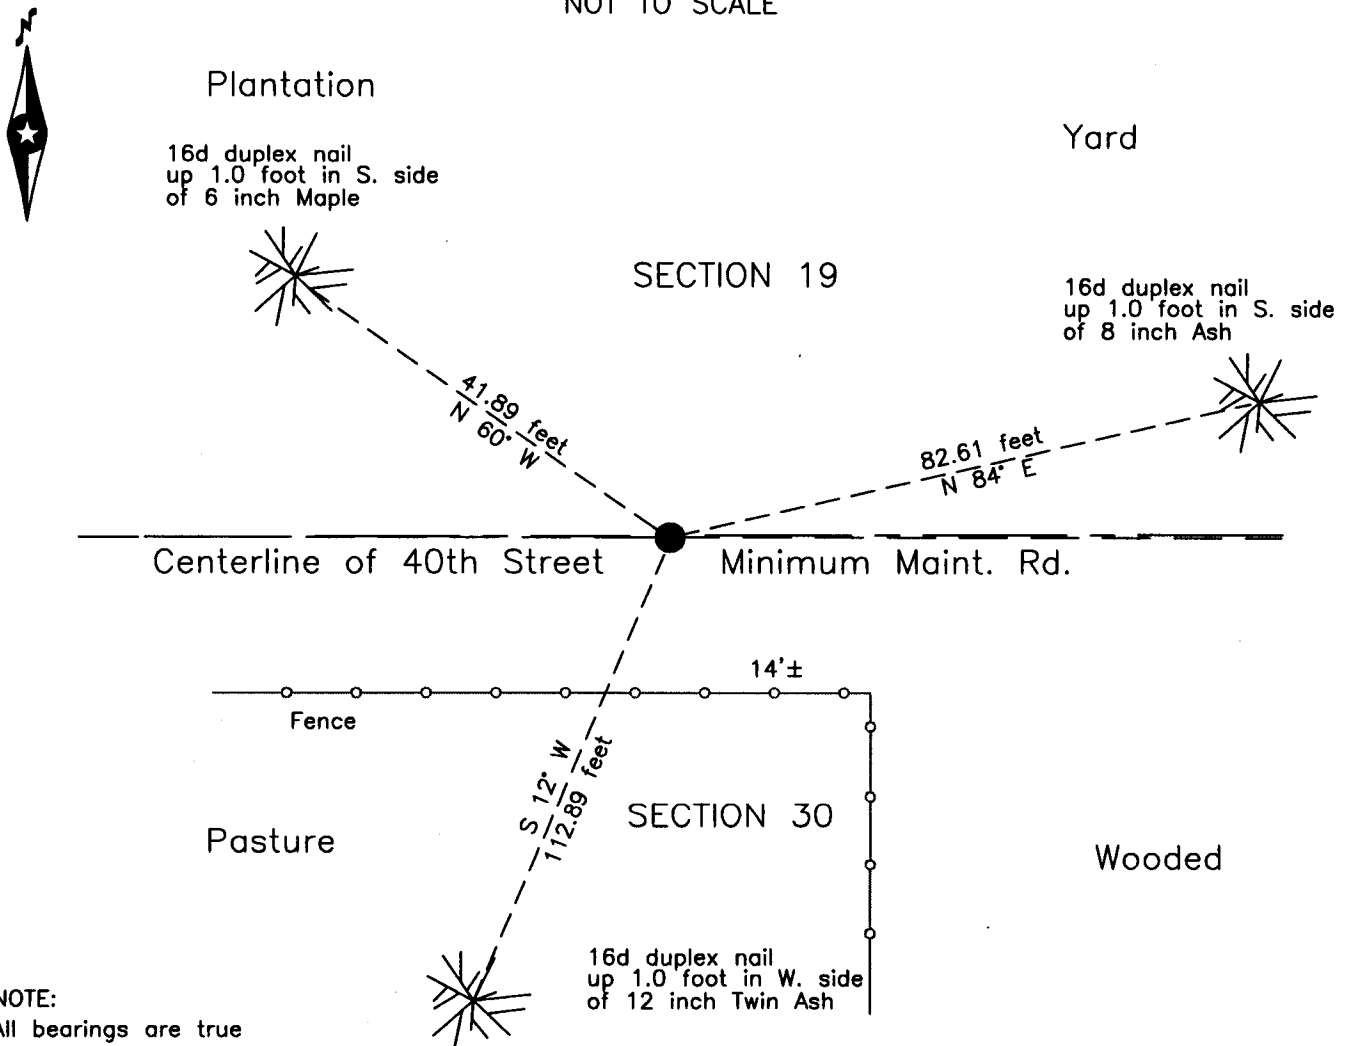 NOT TO SCALE
N
Plantation
Yard
16d duplex nail
up 1.0 foot in S. side
of 6 inch Maple
SECTION 19
16d duplex nail
up 1.0 foot in S. side
of 8 inch Ash
41.89 feet
N 60° W
82.61 feet
N 84° E
Centerline of 40th Street
Minimum Maint. Rd.
14'±
Fence
S 12° W
112.89 feet
SECTION 30
Pasture
Wooded
16d duplex nail
up 1.0 foot in W. side
of 12 inch Twin Ash
NOTE:
All bearings are true